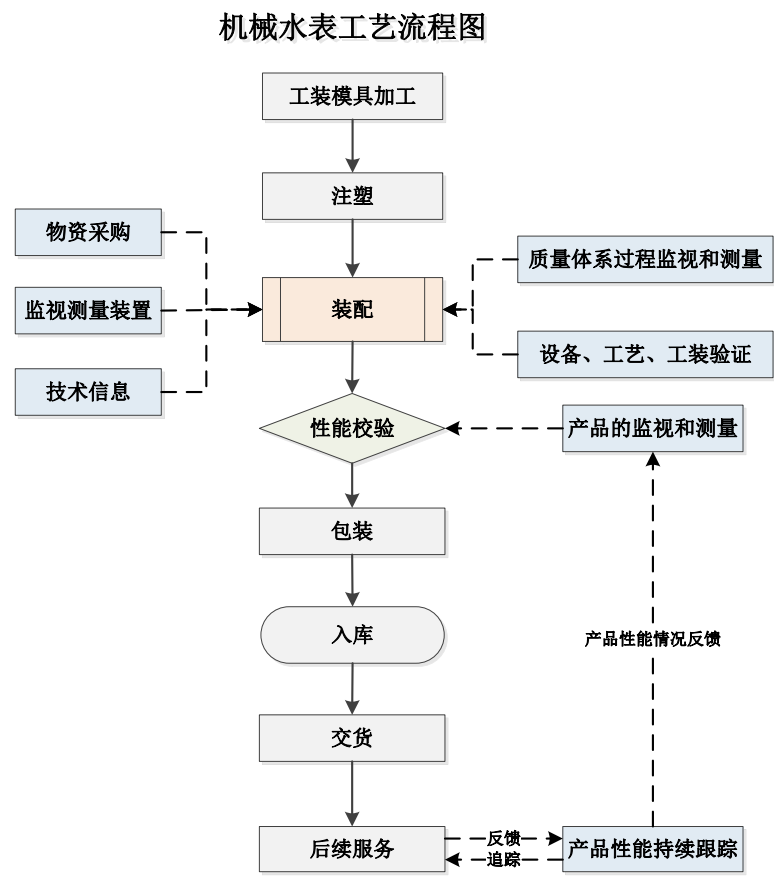 机械水表工艺流程图
工装模具加工
注塑
物资采购
质量体系过程监视和测量
监视测量装置
装配
设备、工艺、工装验证
技术信息
性能校验
产品的监视和测量
包装
入库
产品性能情况反馈
交货
后续服务
反馈
追踪
产品性能持续跟踪